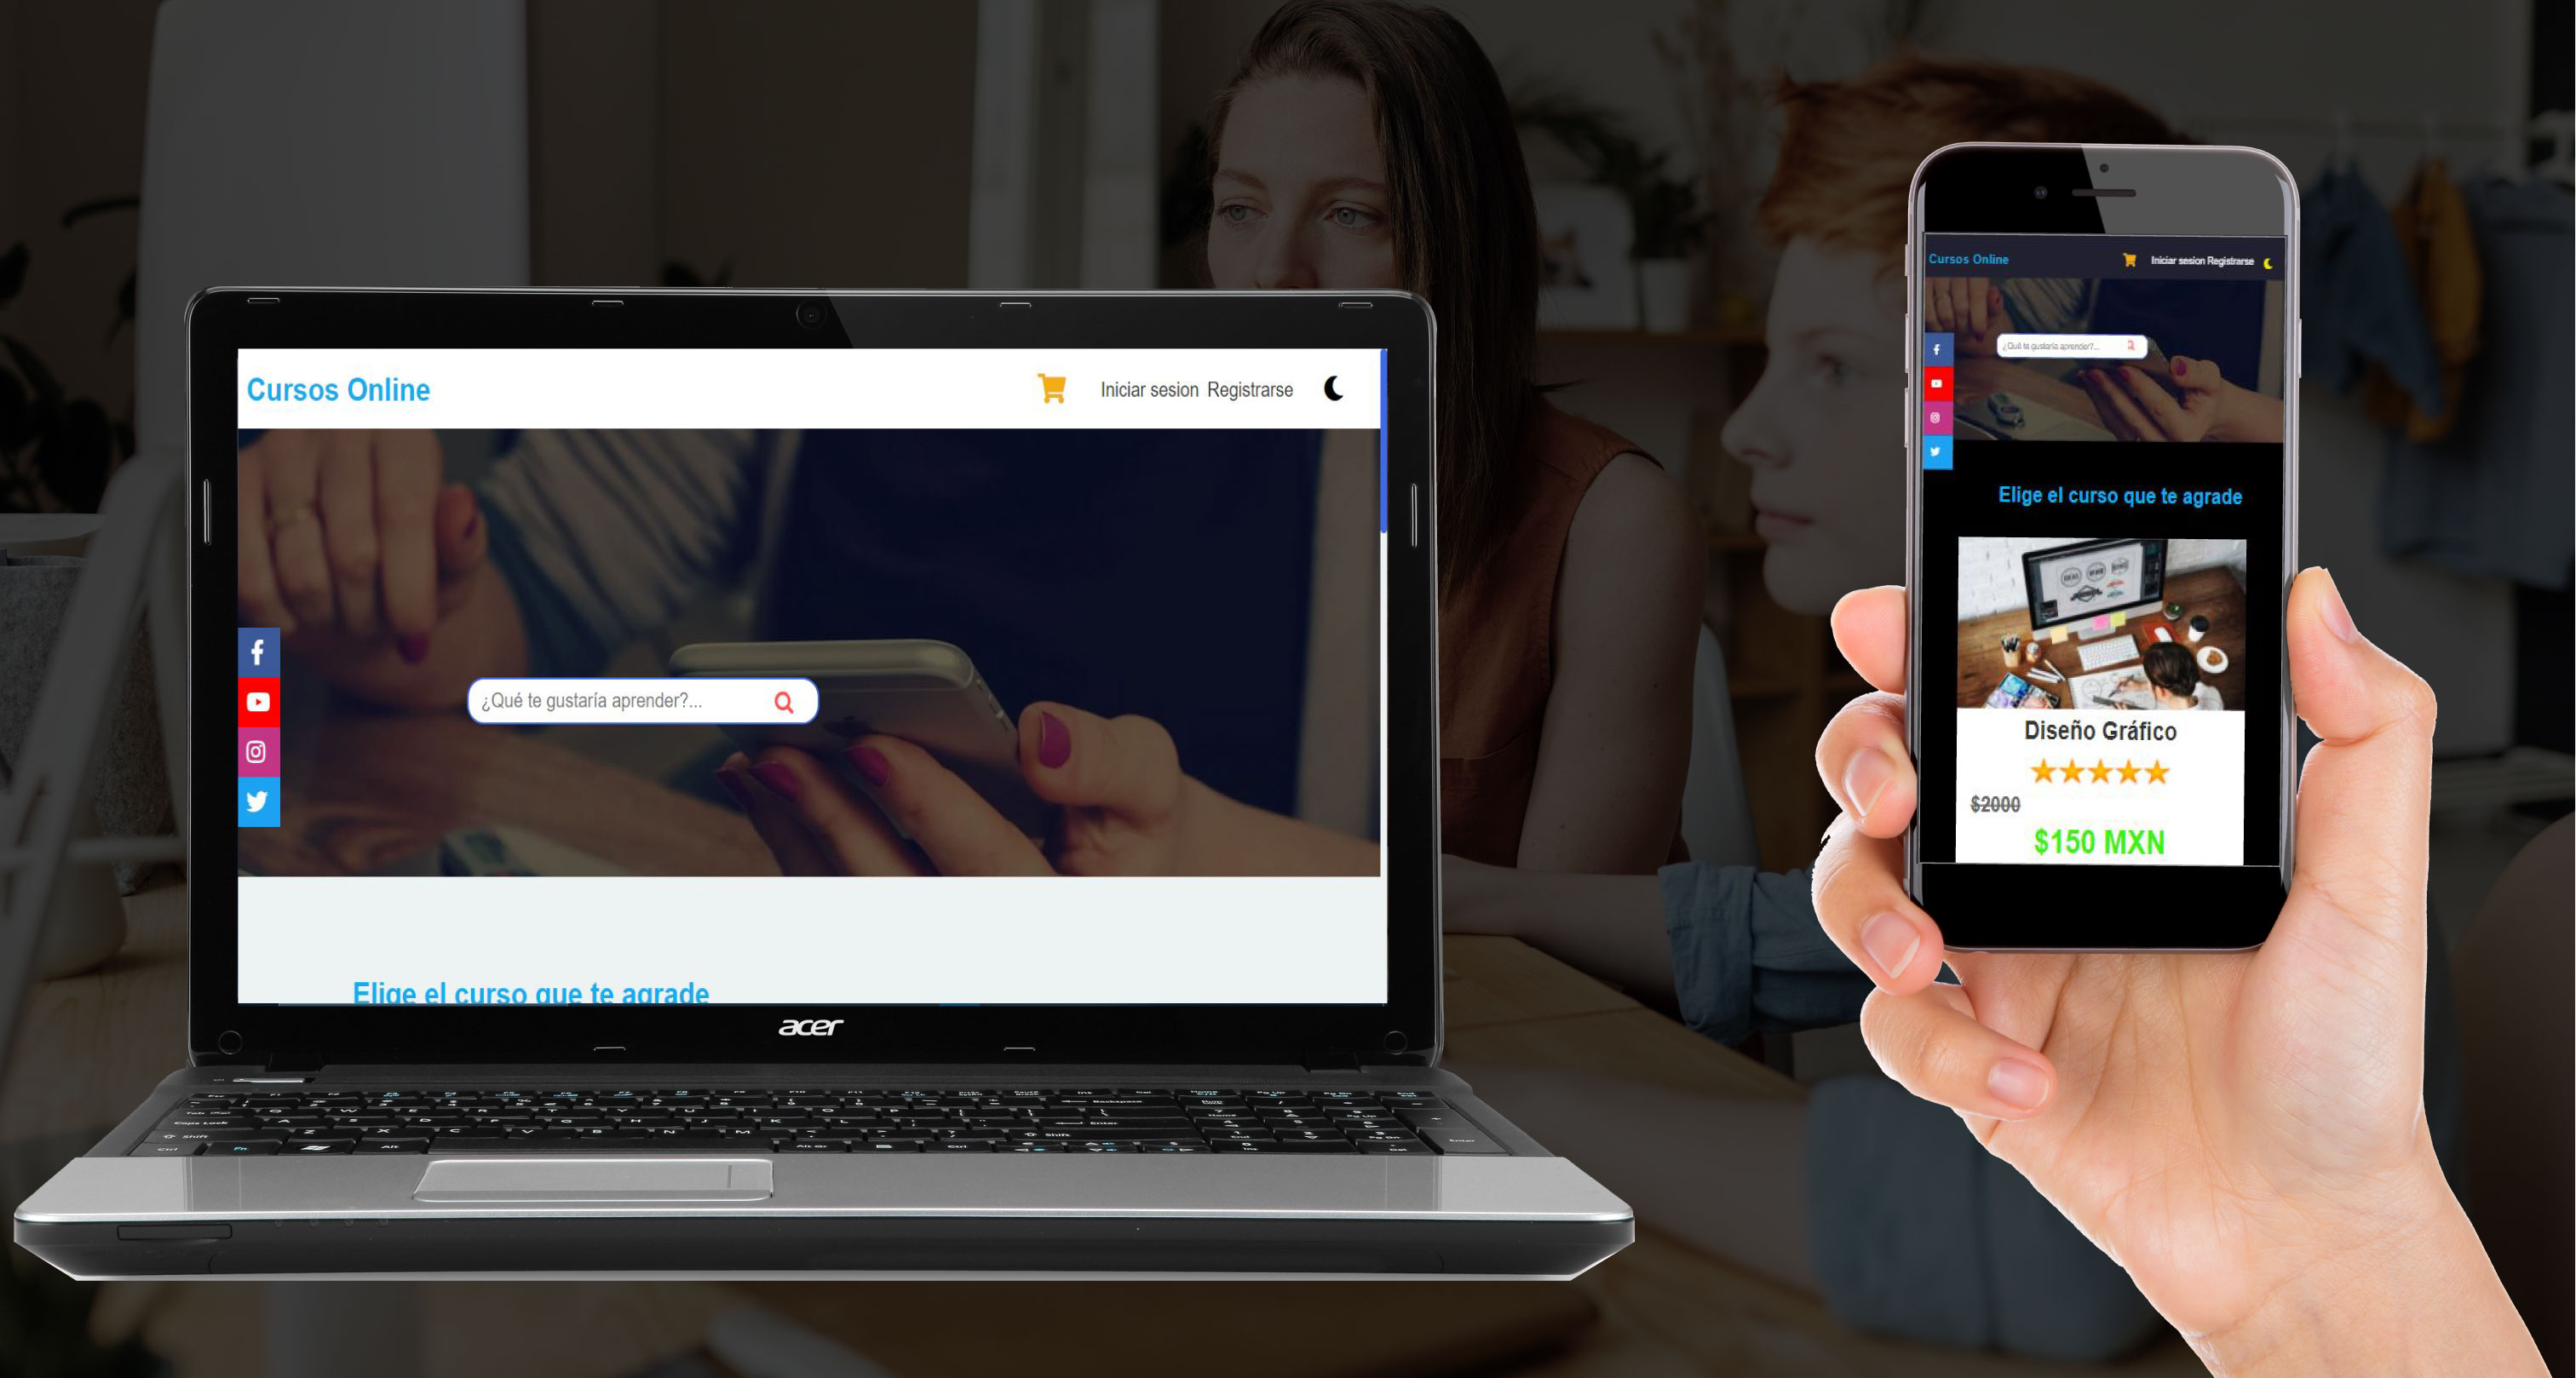 Cursos Online
Iniciar sesion Registrarse
¿Qué te gustaría aprender?...
Elige el curso que te agrade
acer
Cursos Online
Iniciar sesion Registrarse
¿Qué te gustaría aprender?...
Elige el curso que te agrade
Diseño Gráfico
$2000
$150 MXN